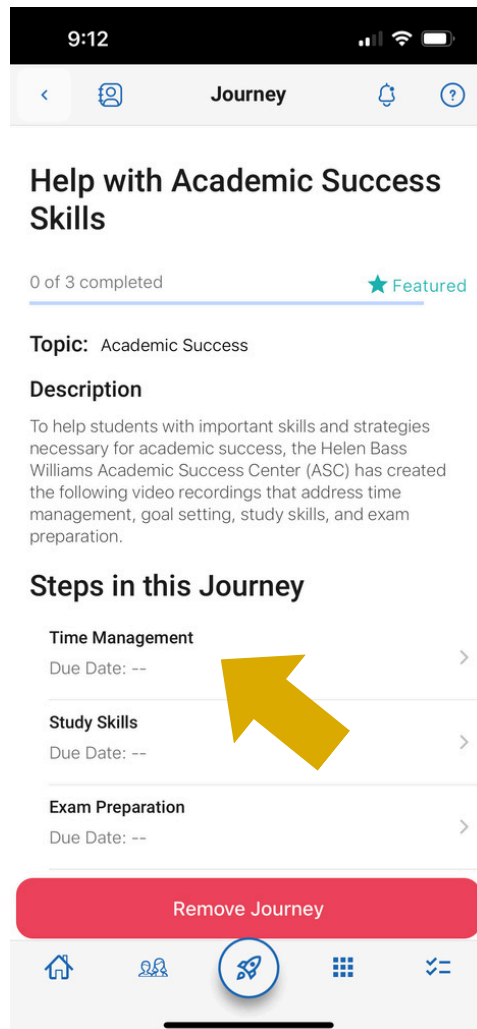 9:12
Journey
Help with Academic Success
Skills
0 of 3 completed
Featured
Topic: Academic Success
Description
To help students with important skills and strategies
necessary for academic success, the Helen Bass
Williams Academic Success Center (ASC) has created
the following video recordings that address time
management, goal setting, study skills, and exam
preparation.
Steps in this Journey
Time Management
Due Date: --
Study Skills
Due Date: --
Exam Preparation
Due Date: --
Remove Journey